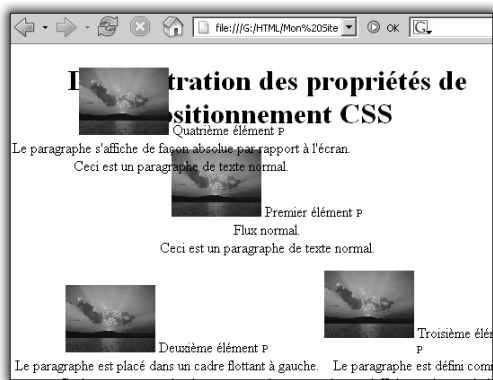 file:///G:/HTML/Mon%20Site OK G
tration des propriétés de
ositionnement CSS
Quatrième élément P
Le paragraphe s'affiche de façon absolue par rapport à l'écran.
Ceci est un paragraphe de texte normal.
Premier élément P
Flux normal.
Ceci est un paragraphe de texte normal.
Deuxième élément P
Troisième élé
P
Le paragraphe est placé dans un cadre flottant à gauche. Le paragraphe est défini com